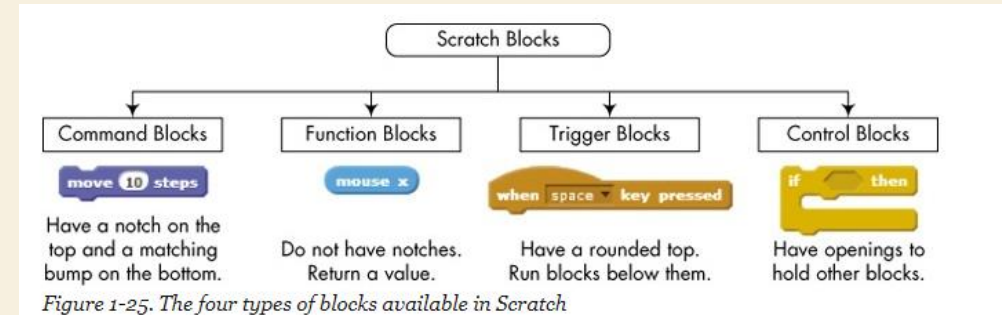 Scratch Blocks
Command Blocks
Function Blocks
Trigger Blocks
Control Blocks
move 10 steps
mouse x
when space key pressed
if then
Have a notch on the
top and a matching
bump on the bottom.
Do not have notches.
Return a value.
Have a rounded top.
Run blocks below them.
Have openings to
hold other blocks.
Figure 1-25. The four types of blocks available in Scratch